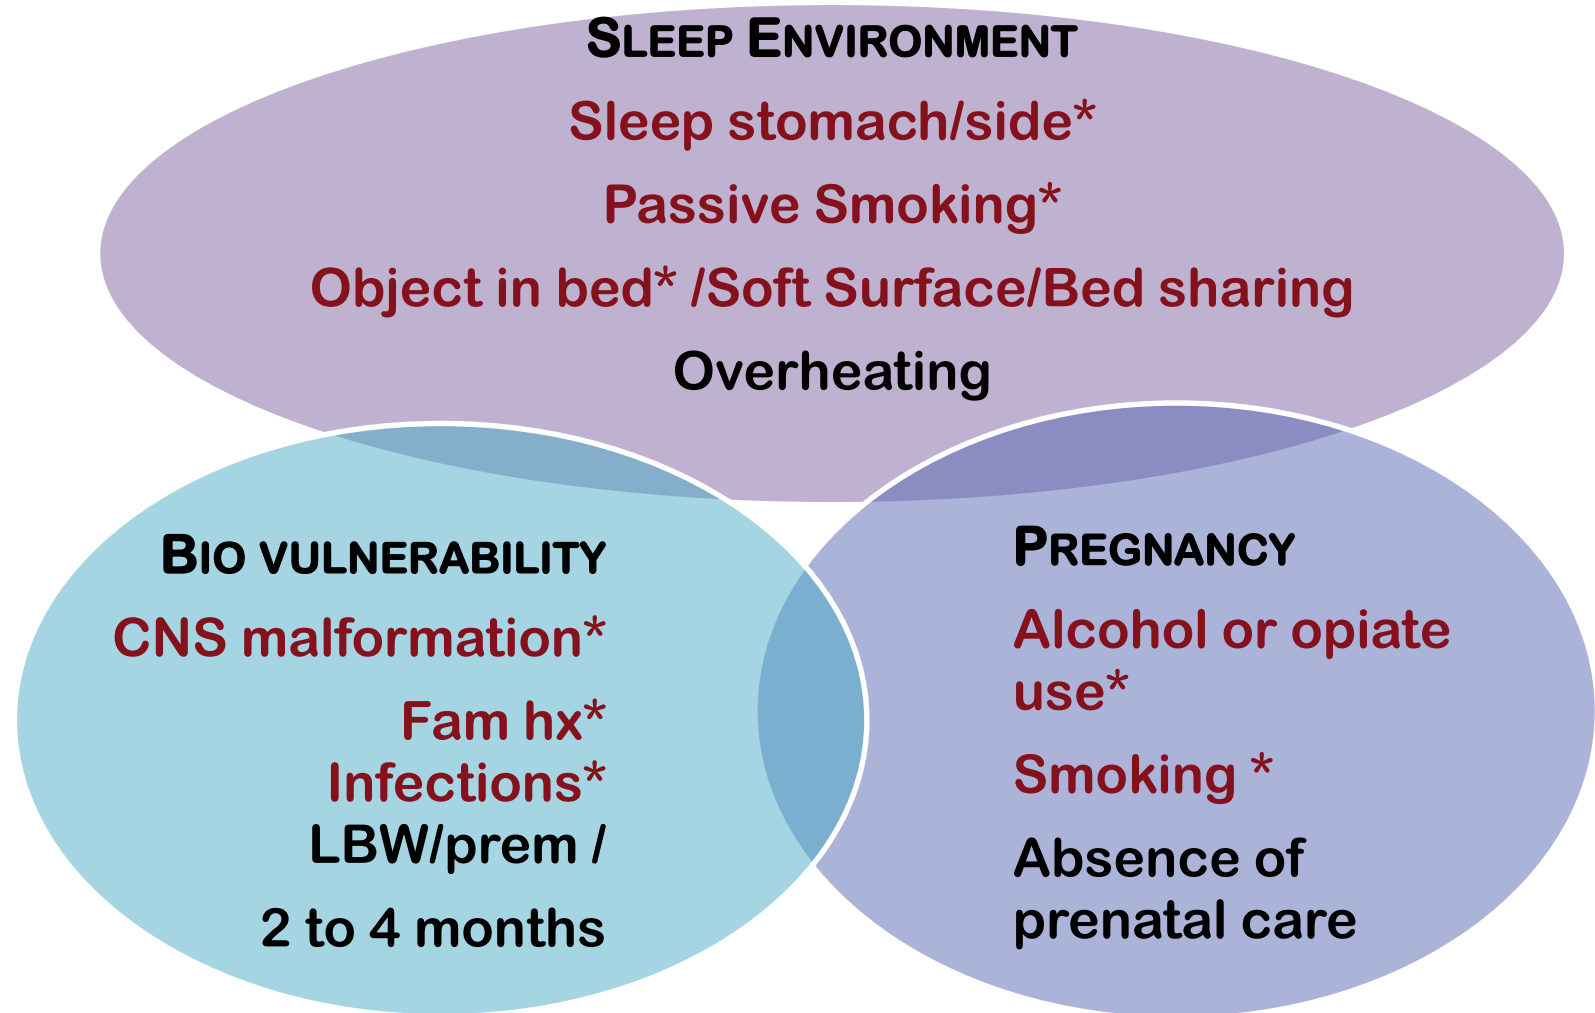 SLEEP ENVIRONMENT
Sleep stomach/side*
Passive Smoking*
Object in bed* /Soft Surface/Bed sharing
Overheating
BIO VULNERABILITY
CNS malformation*
Fam hx*
Infections*
LBW/prem /
2 to 4 months
PREGNANCY
Alcohol or opiate
use*
Smoking *
Absence of
prenatal care